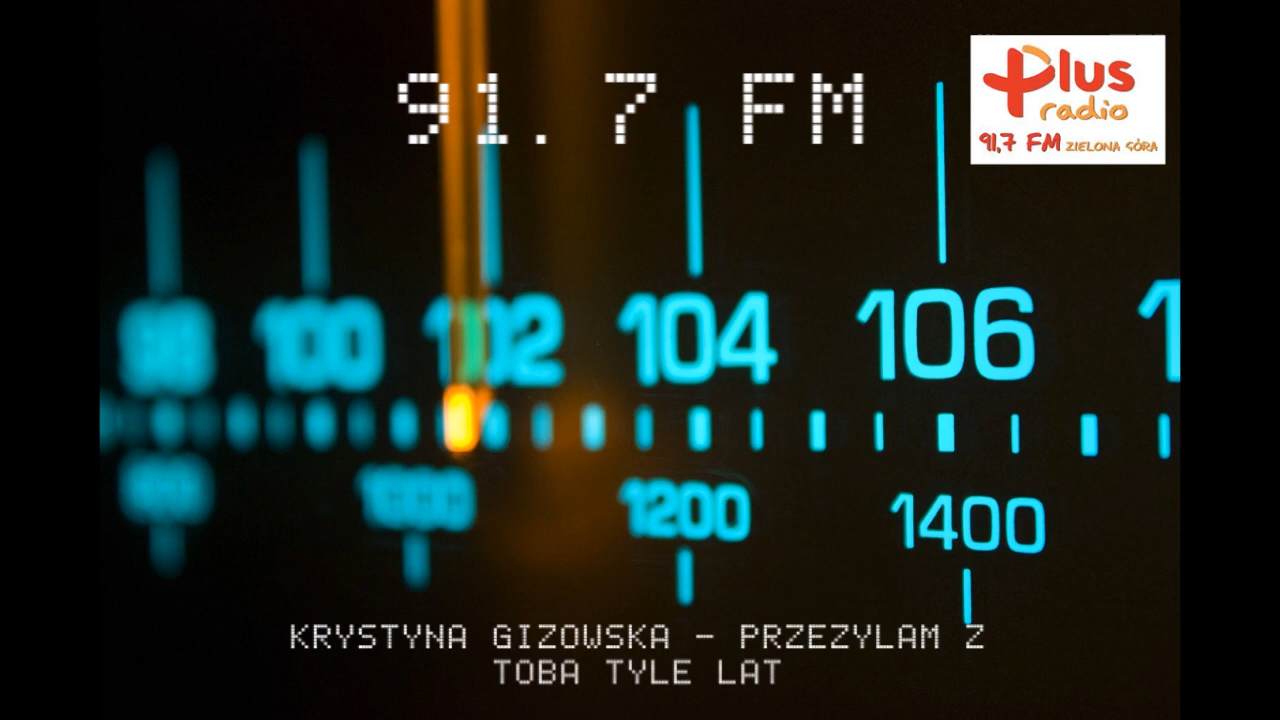 91.7 FM
Plus
radio
91,7 FM ZIELONA GÓRA
98 100 102 104 106
1000 1200 1400
KRYSTYNA GIZOWSKA - PRZEZYLAM Z
TOBA TYLE LAT